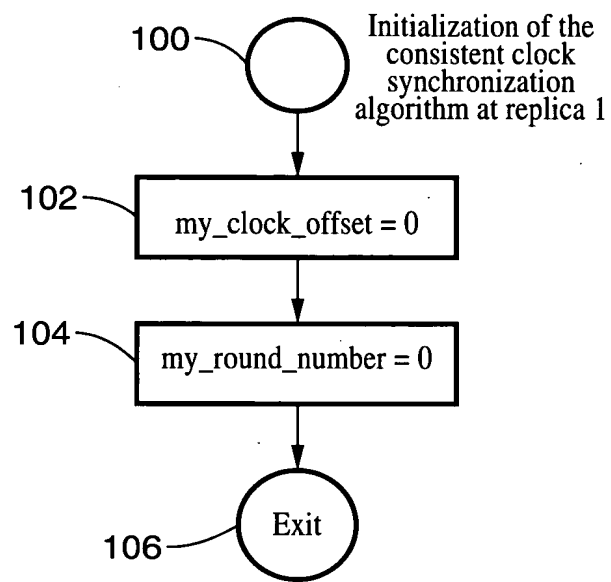 100
Initialization of the
consistent clock
synchronization
algorithm at replica 1
102
my_clock_offset = 0
104
my_round_number = 0
106
Exit